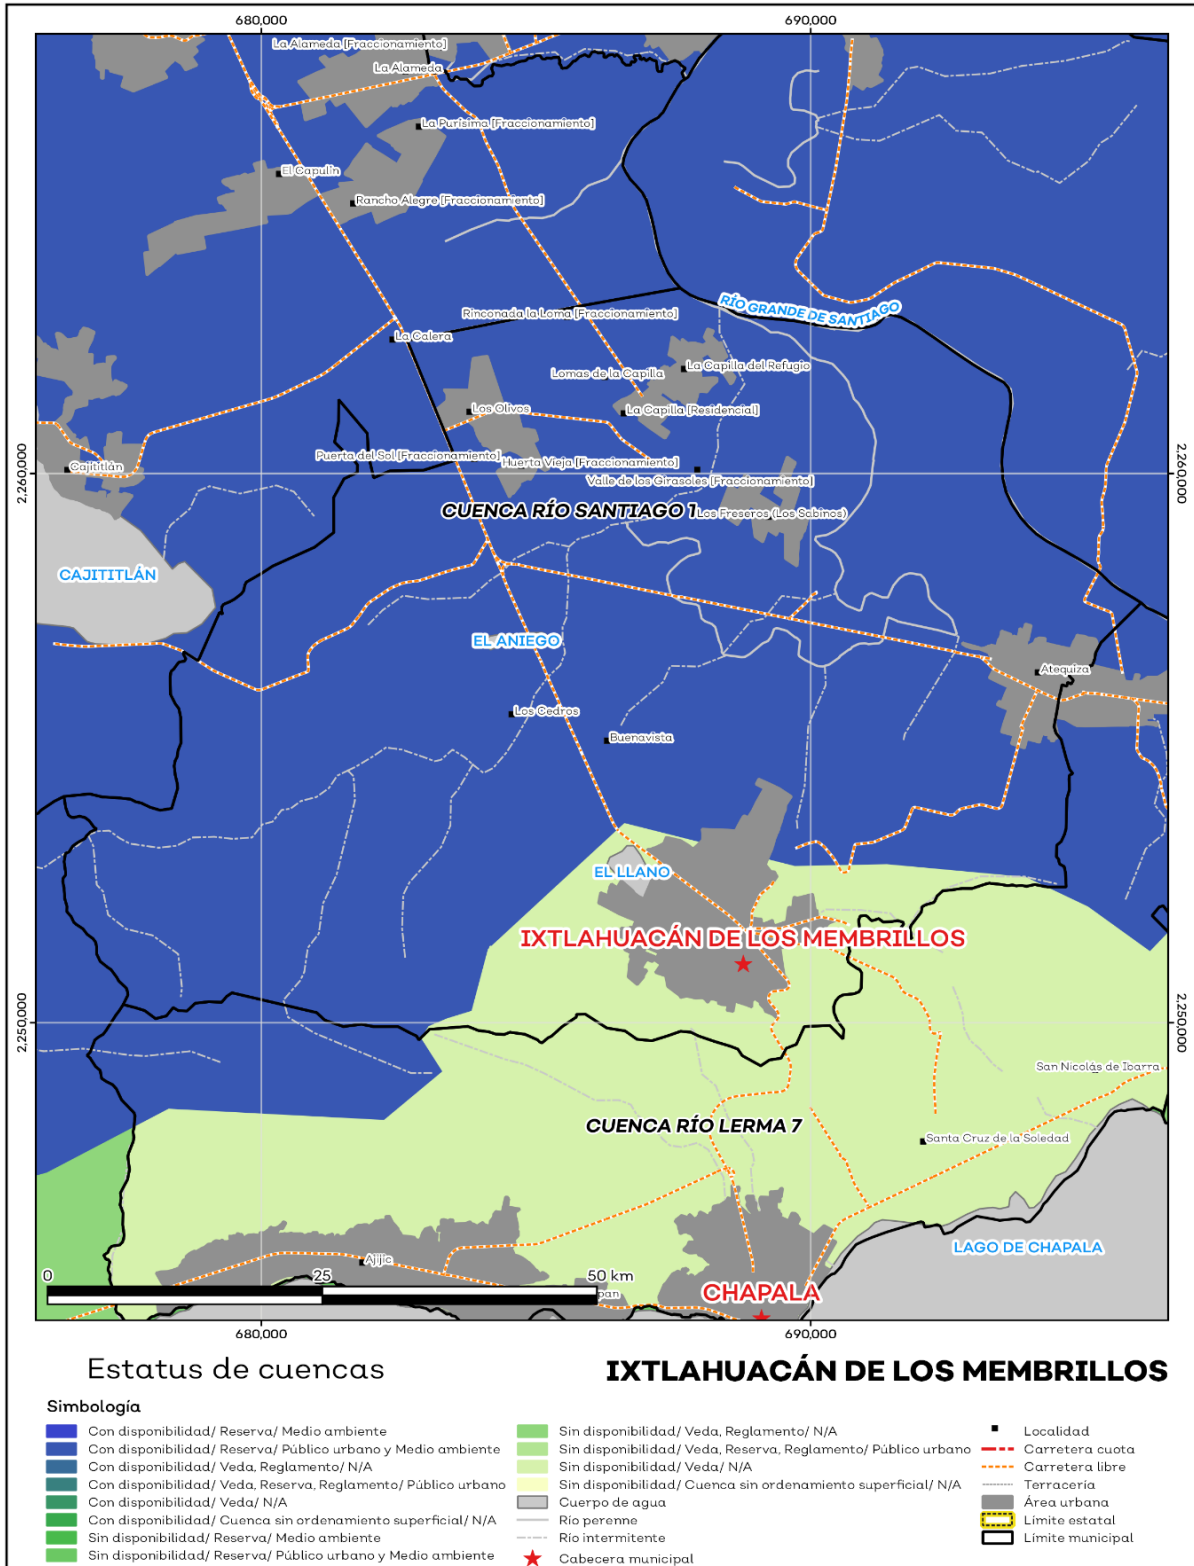 680,000
690,000
La Alameda [Fraccionamiento]
La Alameda
La Purísima [Fraccionamiento]
El Capulín
Rancho Alegre [Fraccionamiento]
RÍO GRANDE DE SANTIAGO
Rinconada la Loma [Fraccionamiento]
La Calera
La Capilla del Refugio
Lomas de la Capilla
Los Olivos
La Capilla [Residencial]
Puerta del Sol [Fraccionamiento]
Huerta Vieja [Fraccionamiento]
Cajititlán
2,260,000
2,260,000
Valle de los Girasoles [Fraccionamiento]
CUENCA RÍO SANTIAGO 1
Los Freseros (Los Sabinos)
CAJITITLÁN
EL ANIEGO
Atequiza
Los Cedros
Buenavista
EL LLANO
IXTLAHUACÁN DE LOS MEMBRILLOS
2,250,000
2,250,000
San Nicolás de Ibarra
CUENCA RÍO LERMA 7
Santa Cruz de la Soledad
LAGO DE CHAPALA
Ajijic
0
25
50 km
pan
CHAPALA
680,000
690,000
Estatus de cuencas
IXTLAHUACÁN DE LOS MEMBRILLOS
Simbología
Con disponibilidad/ Reserva/ Medio ambiente
Con disponibilidad/ Reserva/ Público urbano y Medio ambiente
Con disponibilidad/ Veda, Reglamento/ N/A
Con disponibilidad/ Veda, Reserva, Reglamento/ Público urbano
Con disponibilidad/ Veda/ N/A
Con disponibilidad/ Cuenca sin ordenamiento superficial/ N/A
Sin disponibilidad/ Reserva/ Medio ambiente
Sin disponibilidad/ Reserva/ Público urbano y Medio ambiente
Sin disponibilidad/ Veda, Reglamento/ N/A
Sin disponibilidad/ Veda, Reserva, Reglamento/ Público urbano
Sin disponibilidad/ Veda/ N/A
Sin disponibilidad/ Cuenca sin ordenamiento superficial/ N/A
Cuerpo de agua
Río perenne
Río intermitente
Cabecera municipal
Localidad
Carretera cuota
Carretera libre
Terracería
Área urbana
Límite estatal
Límite municipal